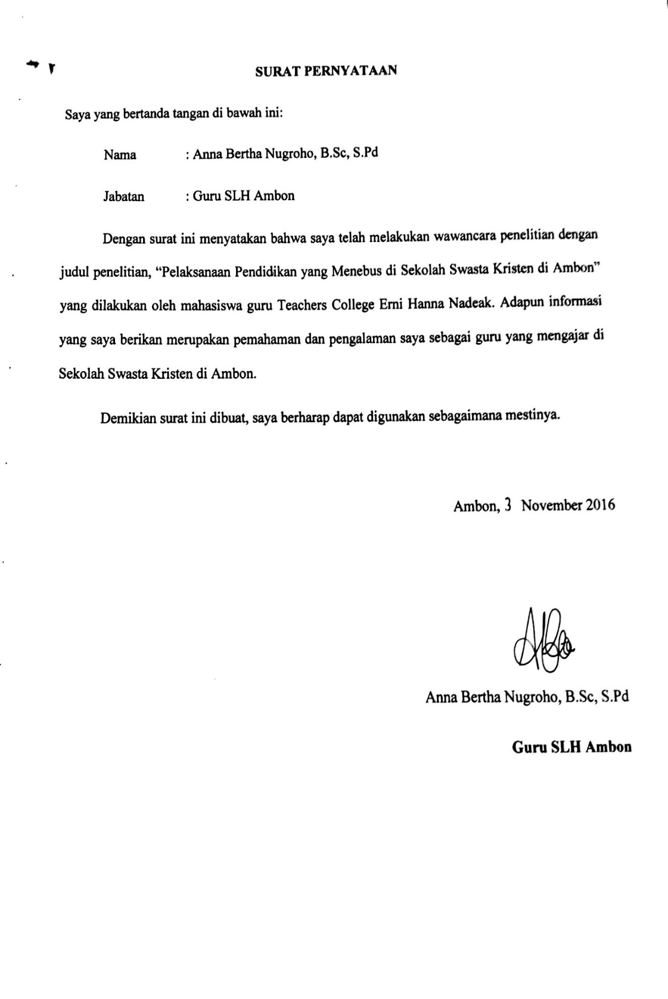 SURAT PERNYATAAN
Saya yang bertanda tangan di bawah ini:
Nama : Anna Bertha Nugroho, B.Sc, S.Pd
Jabatan : Guru SLH Ambon
Dengan surat ini menyatakan bahwa saya telah melakukan wawancara penelitian dengan
judul penelitian, “Pelaksanaan Pendidikan yang Menebus di Sekolah Swasta Kristen di Ambon”
yang dilakukan oleh mahasiswa guru Teachers College Erni Hanna Nadeak. Adapun informasi
yang saya berikan merupakan pemahaman dan pengalaman saya sebagai guru yang mengajar di
Sekolah Swasta Kristen di Ambon.
Demikian surat ini dibuat, saya berharap dapat digunakan sebagaimana mestinya.
Ambon, 3 November 2016
Anna Bertha Nugroho, B.Sc, S.Pd
Guru SLH Ambon